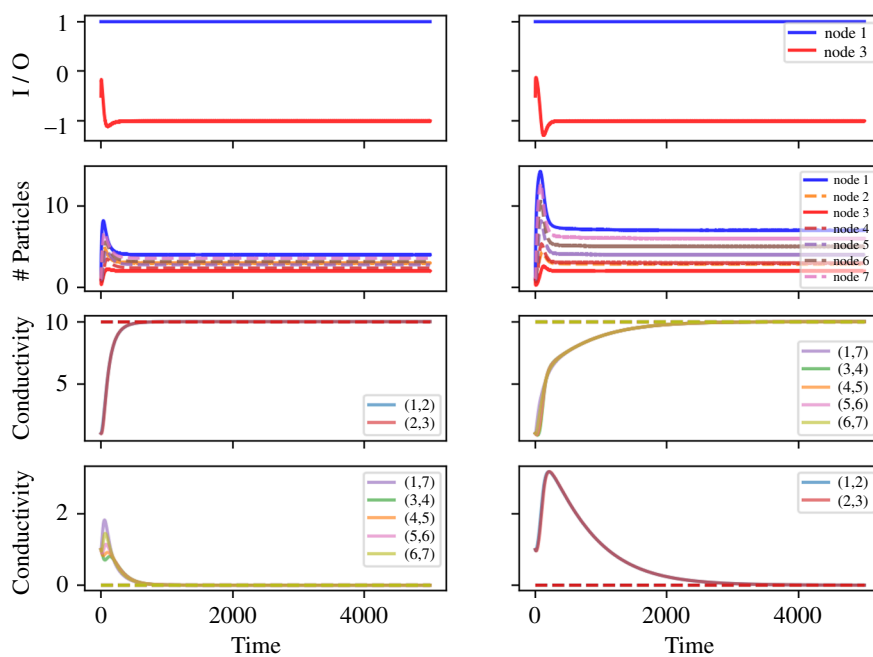 I / O
1
0
−1
node 1
node 3
# Particles
10
0
node 1
node 2
node 3
node 4
node 5
node 6
node 7
Conductivity
10
5
(1,2)
(2,3)
(1,7)
(3,4)
(4,5)
(5,6)
(6,7)
Conductivity
2
0
(1,7)
(3,4)
(4,5)
(5,6)
(6,7)
(1,2)
(2,3)
0 2000 4000
0 2000 4000
Time
Time